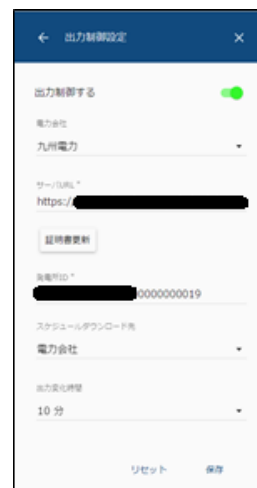 ← 出力制御設定 ×
出力制御する
電力会社
九州電力
サーバURL *
https:/
証明書更新
発電所ID *
0000000019
スケジュールダウンロード先
電力会社
出力変化時間
10 分
リセット 保存